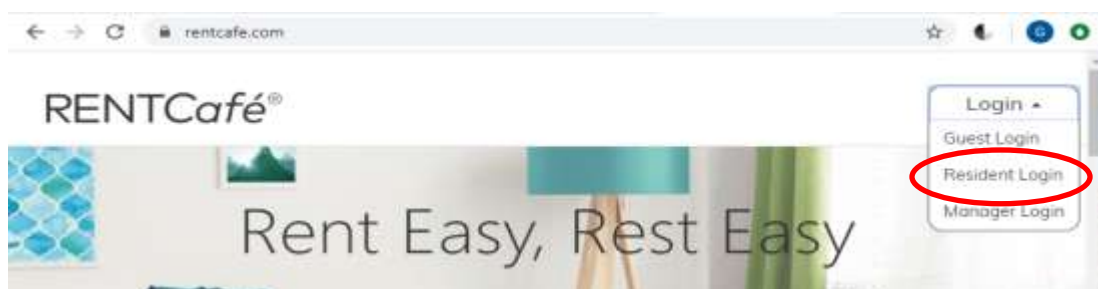 rentcafe.com
G
RENTCafé®
Login
Guest Login
Resident Login
Manager Login
Rent Easy, Rest Easy